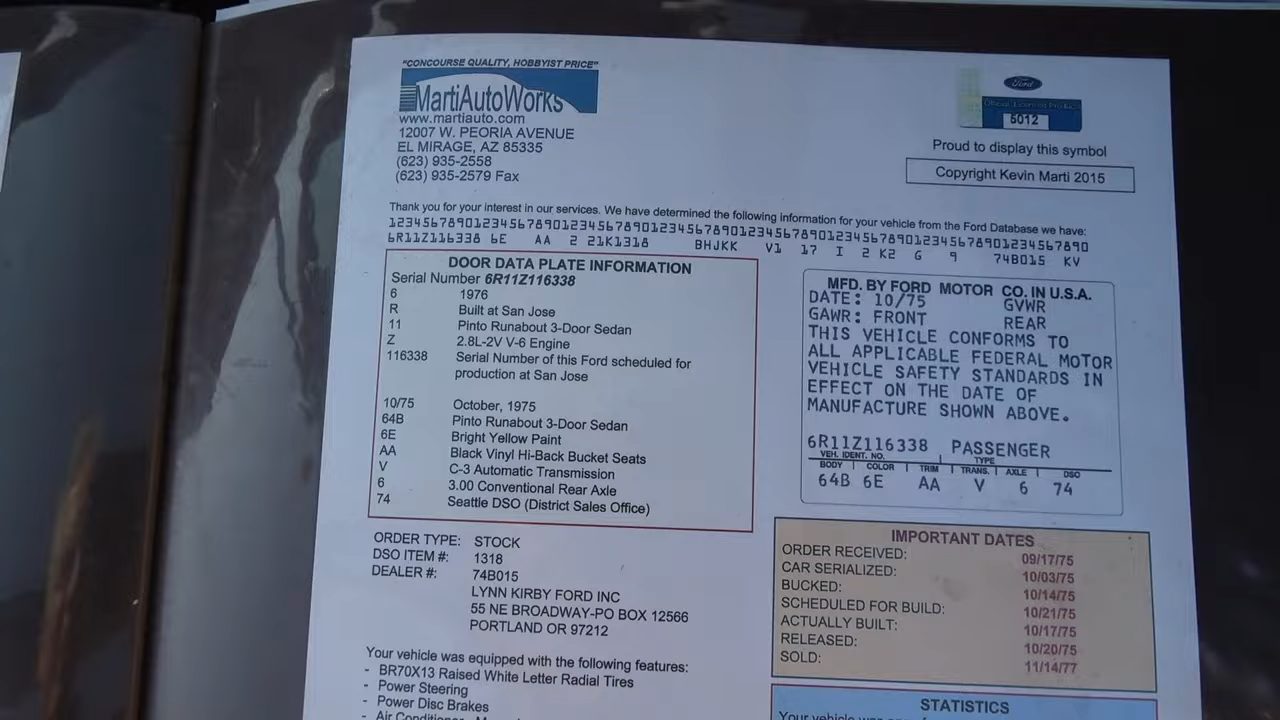 "CONCOURSE QUALITY, HOBBYIST PRICE"
MartiAutoWorks
www.martiauto.com
12007 W. PEORIA AVENUE
EL MIRAGE, AZ 85335
(623) 935-2558
(623) 935-2579 Fax
Ford
Official Licensed Product
5012
Proud to display this symbol
Copyright Kevin Marti 2015
Thank you for your interest in our services. We have determined the following information for your vehicle from the Ford Database we have:
12345678901234567890123456789012345678901234567890123456789012345678901234567890
6R11Z116338 6E AA 2 21K1318 BHJKK V1 17 I 2 K2 G 9 74B015 KV
DOOR DATA PLATE INFORMATION
Serial Number 6R11Z116338
6 1976
R Built at San Jose
11 Pinto Runabout 3-Door Sedan
Z 2.8L-2V V-6 Engine
116338 Serial Number of this Ford scheduled for
production at San Jose
10/75 October, 1975
64B Pinto Runabout 3-Door Sedan
6E Bright Yellow Paint
AA Black Vinyl Hi-Back Bucket Seats
V C-3 Automatic Transmission
6 3.00 Conventional Rear Axle
74 Seattle DSO (District Sales Office)
MFD. BY FORD MOTOR CO. IN U.S.A.
DATE: 10/75 GVWR
GAWR: FRONT REAR
THIS VEHICLE CONFORMS TO
ALL APPLICABLE FEDERAL MOTOR
VEHICLE SAFETY STANDARDS IN
EFFECT ON THE DATE OF
MANUFACTURE SHOWN ABOVE.
6R11Z116338 PASSENGER
VEH. IDENT. NO. TYPE
BODY COLOR TRIM TRANS. AXLE DSO
64B 6E AA V 6 74
ORDER TYPE: STOCK
DSO ITEM #: 1318
DEALER #: 74B015
LYNN KIRBY FORD INC
55 NE BROADWAY-PO BOX 12566
PORTLAND OR 97212
IMPORTANT DATES
ORDER RECEIVED: 09/17/75
CAR SERIALIZED: 10/03/75
BUCKED: 10/14/75
SCHEDULED FOR BUILD: 10/21/75
ACTUALLY BUILT: 10/17/75
RELEASED: 10/20/75
SOLD: 11/14/77
Your vehicle was equipped with the following features:
- BR70X13 Raised White Letter Radial Tires
- Power Steering
- Power Disc Brakes
- Air Conditioner
STATISTICS
Your vehicle was